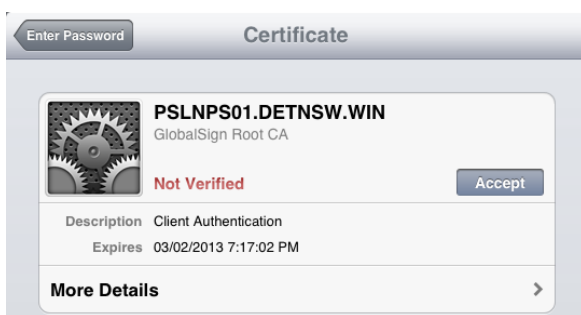 Enter Password
Certificate
PSLNPS01.DETNSW.WIN
GlobalSign Root CA
Not Verified
Accept
Description Client Authentication
Expires 03/02/2013 7:17:02 PM
More Details